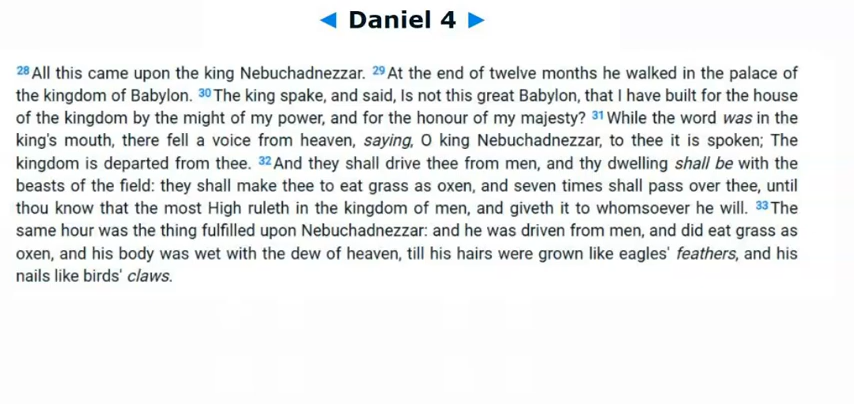 ◄ Daniel 4 ►
28 All this came upon the king Nebuchadnezzar. 29 At the end of twelve months he walked in the palace of
the kingdom of Babylon. 30 The king spake, and said, Is not this great Babylon, that I have built for the house
of the kingdom by the might of my power, and for the honour of my majesty? 31 While the word was in the
king's mouth, there fell a voice from heaven, saying, O king Nebuchadnezzar, to thee it is spoken; The
kingdom is departed from thee. 32 And they shall drive thee from men, and thy dwelling shall be with the
beasts of the field: they shall make thee to eat grass as oxen, and seven times shall pass over thee, until
thou know that the most High ruleth in the kingdom of men, and giveth it to whomsoever he will. 33 The
same hour was the thing fulfilled upon Nebuchadnezzar: and he was driven from men, and did eat grass as
oxen, and his body was wet with the dew of heaven, till his hairs were grown like eagles' feathers, and his
nails like birds' claws.